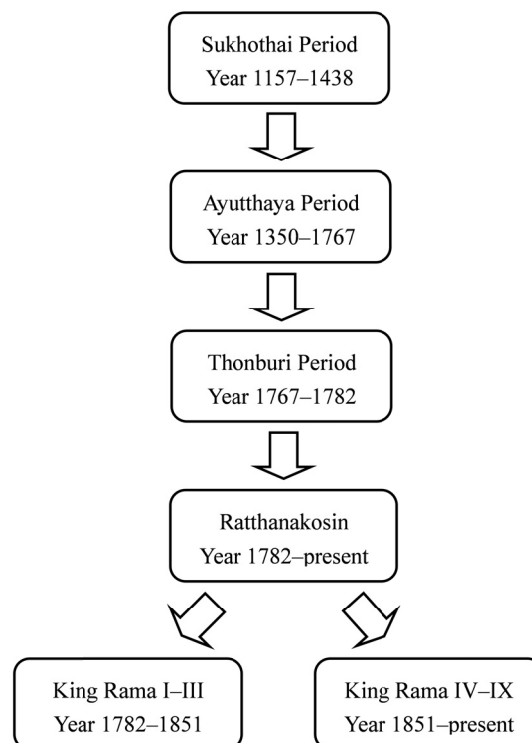 Sukhothai Period
Year 1157–1438
Ayutthaya Period
Year 1350–1767
Thonburi Period
Year 1767–1782
Ratthanakosin
Year 1782–present
King Rama I–III
Year 1782–1851
King Rama IV–IX
Year 1851–present